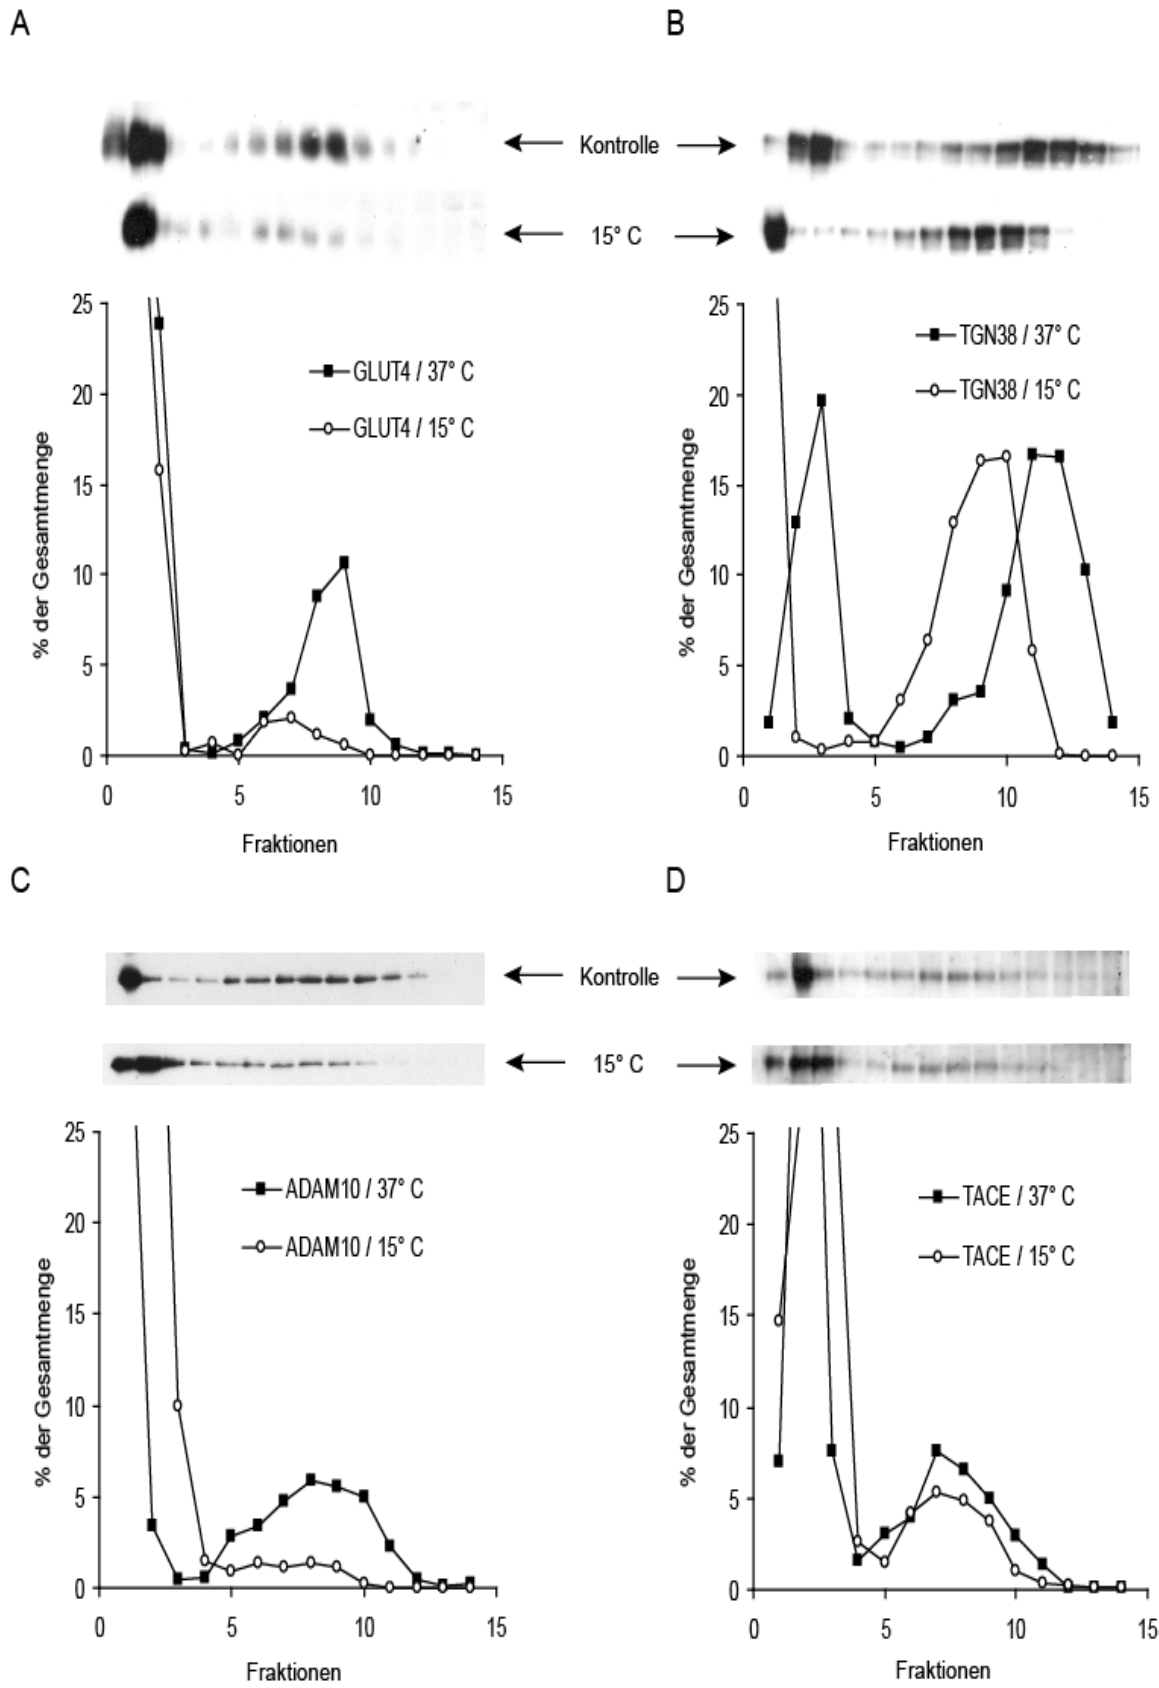 A
B
Kontrolle
15° C
25
20
15
10
5
0
% der Gesamtmenge
GLUT4 / 37° C
GLUT4 / 15° C
0 5 10 15
Fraktionen
25
20
15
10
5
0
% der Gesamtmenge
TGN38 / 37° C
TGN38 / 15° C
0 5 10 15
Fraktionen
C
D
Kontrolle
15° C
25
20
15
10
5
0
% der Gesamtmenge
ADAM10 / 37° C
ADAM10 / 15° C
0 5 10 15
Fraktionen
25
20
15
10
5
0
% der Gesamtmenge
TACE / 37° C
TACE / 15° C
0 5 10 15
Fraktionen